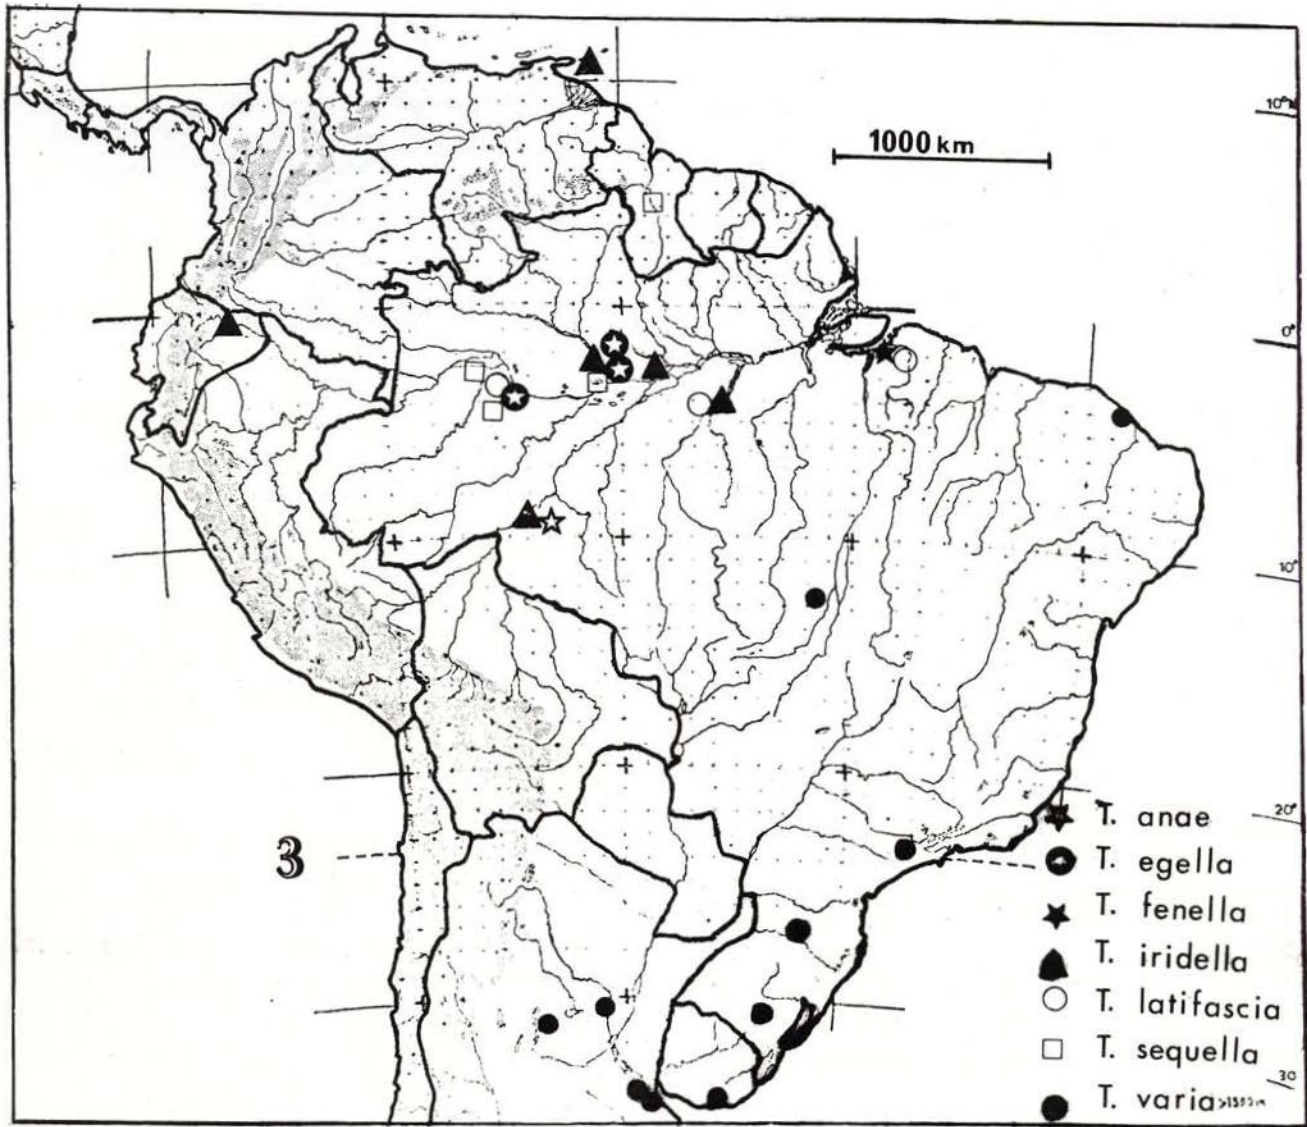 1000 km
10°
0°
10°
20°
30
3
T. anae
T. egella
T. fenella
T. iridella
T. latifascia
T. sequella
T. varia